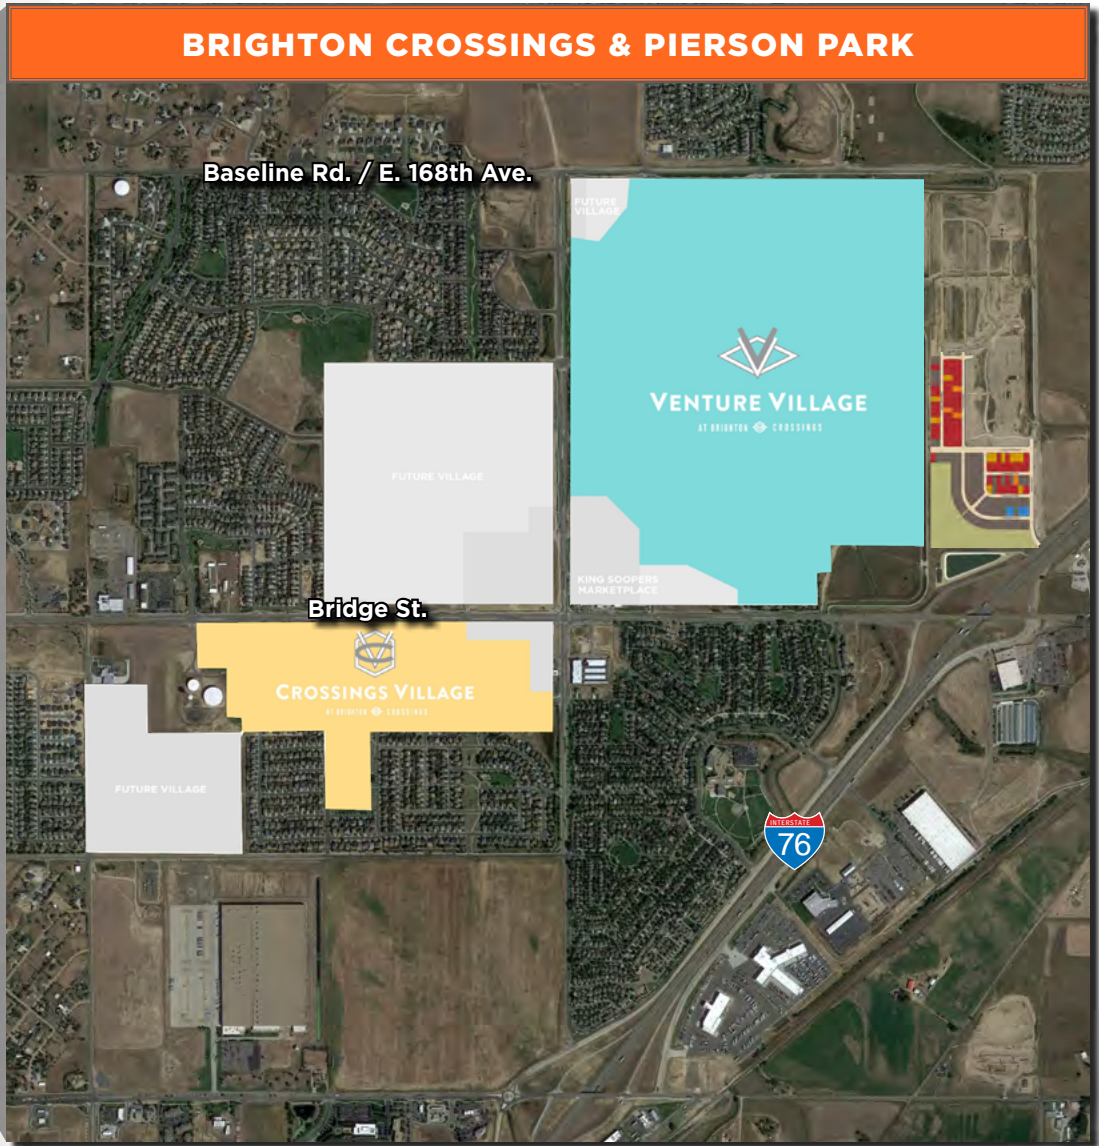 BRIGHTON CROSSINGS & PIERSON PARK
Baseline Rd. / E. 168th Ave.
FUTURE
VILLAGE
VENTURE VILLAGE
AT BRIGHTON CROSSINGS
FUTURE VILLAGE
KING SOOPERS
MARKETPLACE
Bridge St.
CROSSINGS VILLAGE
AT BRIGHTON CROSSINGS
FUTURE VILLAGE
INTERSTATE
76